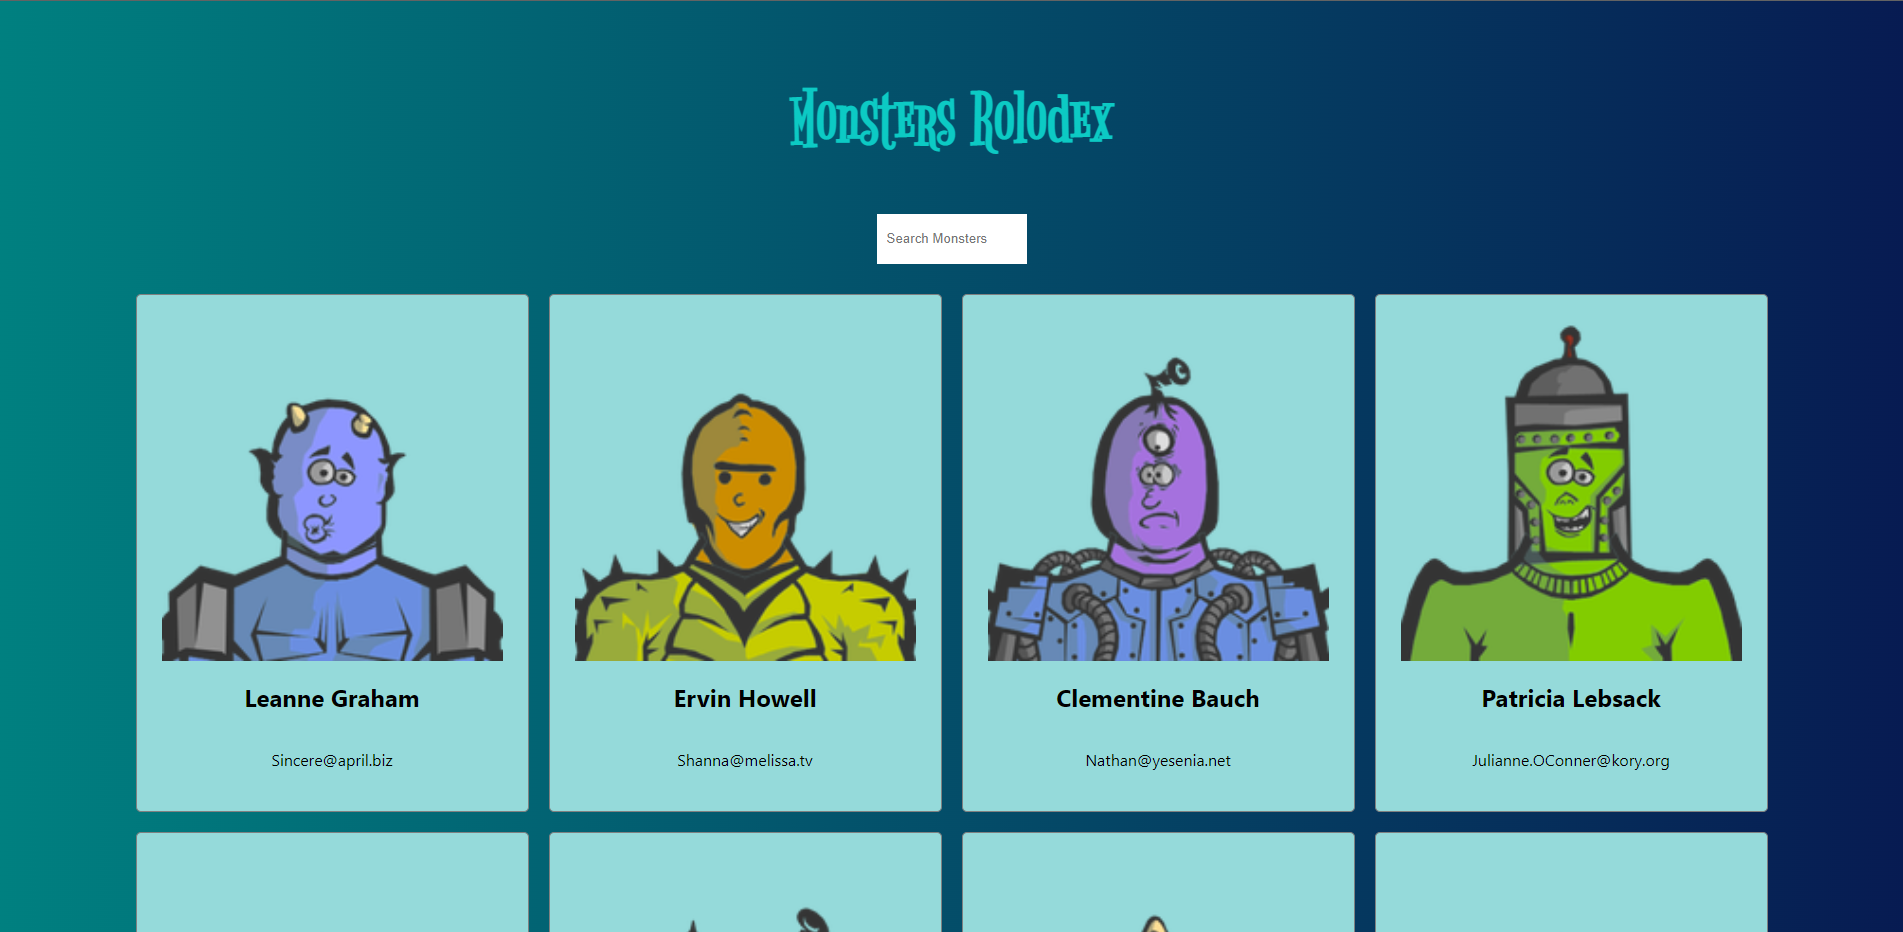 Monsters Rolodex
Search Monsters
Leanne Graham
Sincere@april.biz
Ervin Howell
Shanna@melissa.tv
Clementine Bauch
Nathan@yesenia.net
Patricia Lebsack
Julianne.OConner@kory.org